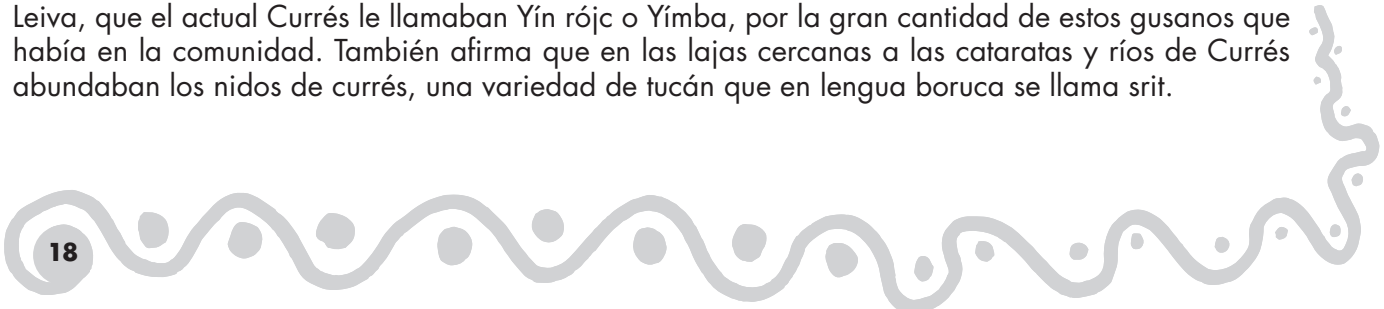 Leiva, que el actual Currés le llamaban Yín rójc o Yímba, por la gran cantidad de estos gusanos que
había en la comunidad. También afirma que en las lajas cercanas a las cataratas y ríos de Currés
abundaban los nidos de currés, una variedad de tucán que en lengua boruca se llama srit.
18